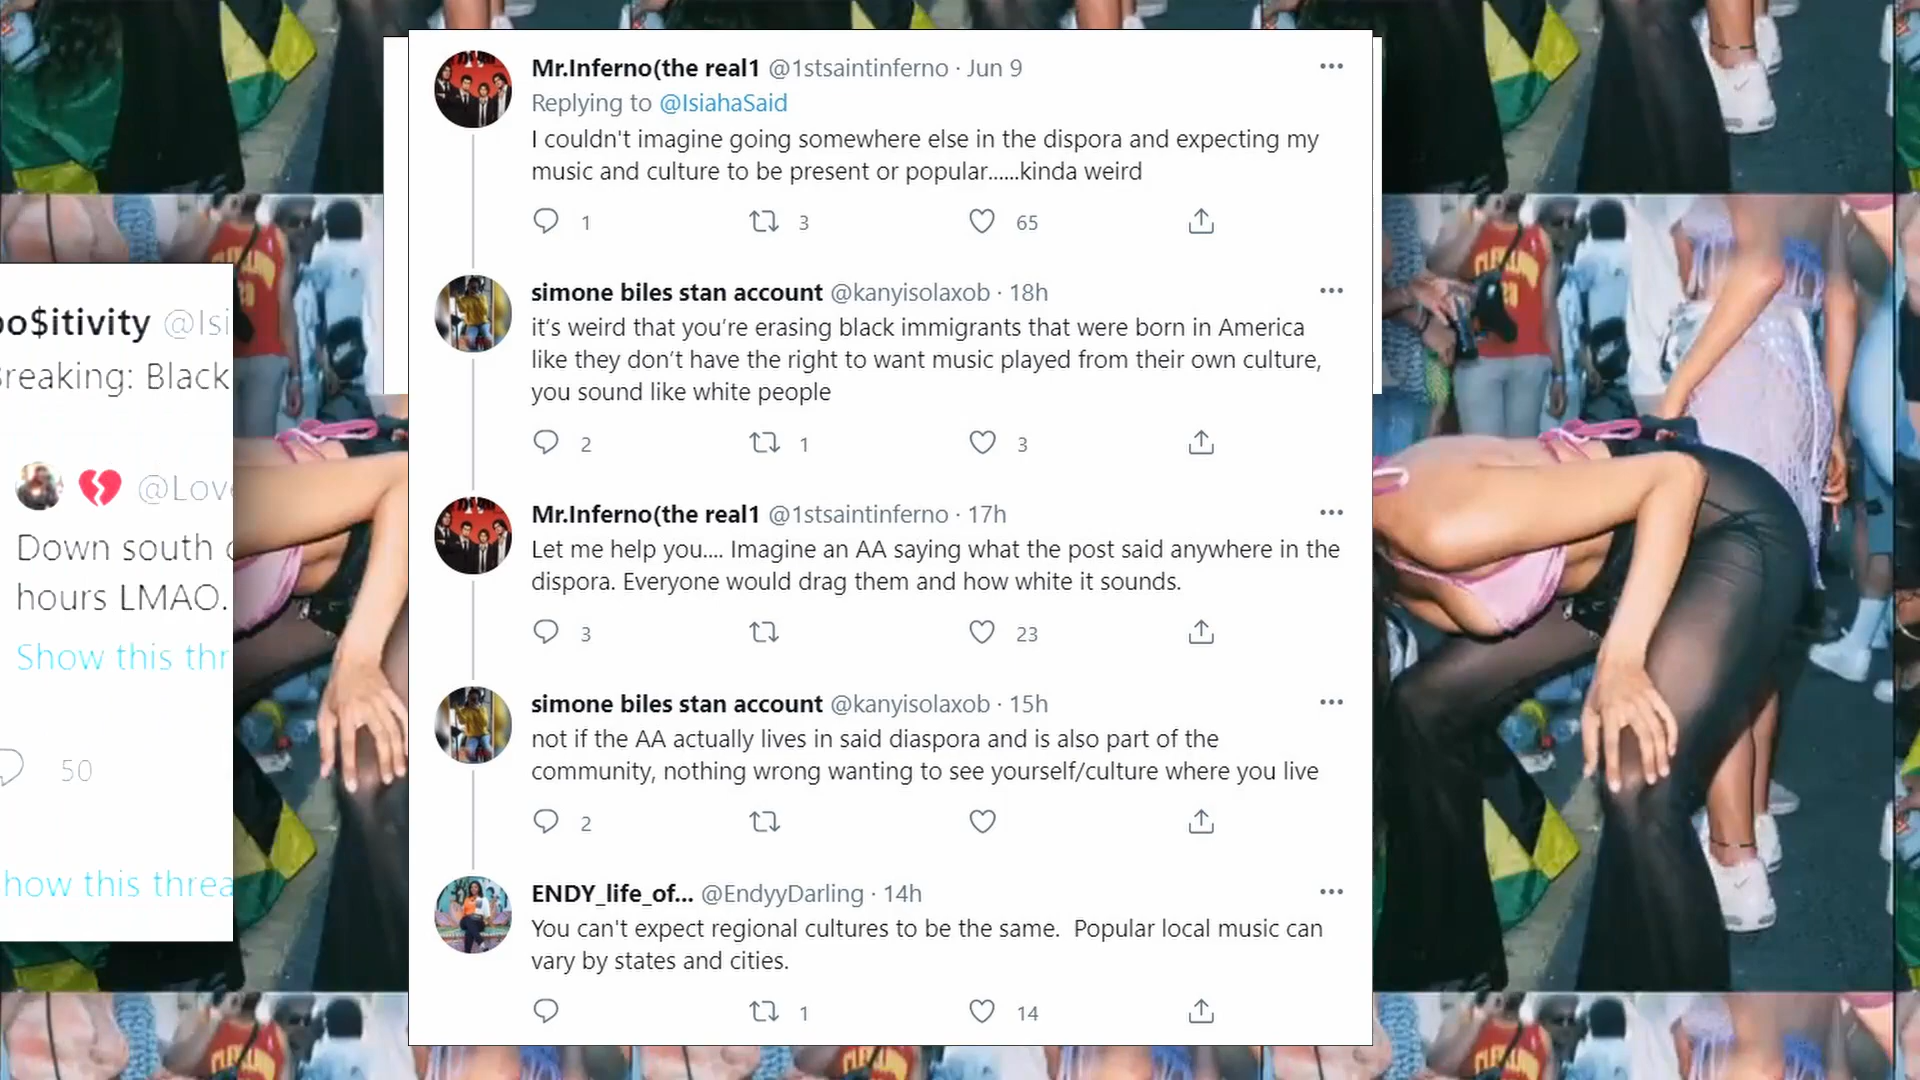 Mr.Inferno(the real1 @1stsaintinferno · Jun 9
Replying to @IsiahaSaid
I couldn't imagine going somewhere else in the dispora and expecting my
music and culture to be present or popular......kinda weird
1 3 65
simone biles stan account @kanyisolaxob · 18h
it’s weird that you’re erasing black immigrants that were born in America
like they don’t have the right to want music played from their own culture,
you sound like white people
2 1 3
Mr.Inferno(the real1 @1stsaintinferno · 17h
Let me help you.... Imagine an AA saying what the post said anywhere in the
dispora. Everyone would drag them and how white it sounds.
3 23
simone biles stan account @kanyisolaxob · 15h
not if the AA actually lives in said diaspora and is also part of the
community, nothing wrong wanting to see yourself/culture where you live
2
ENDY_life_of... @EndyyDarling · 14h
You can't expect regional cultures to be the same.  Popular local music can
vary by states and cities.
1 14
o$itivity @Isi
reaking: Black
@Lov
Down south
hours LMAO.
Show this thr
50
how this threa
CLEVELAND